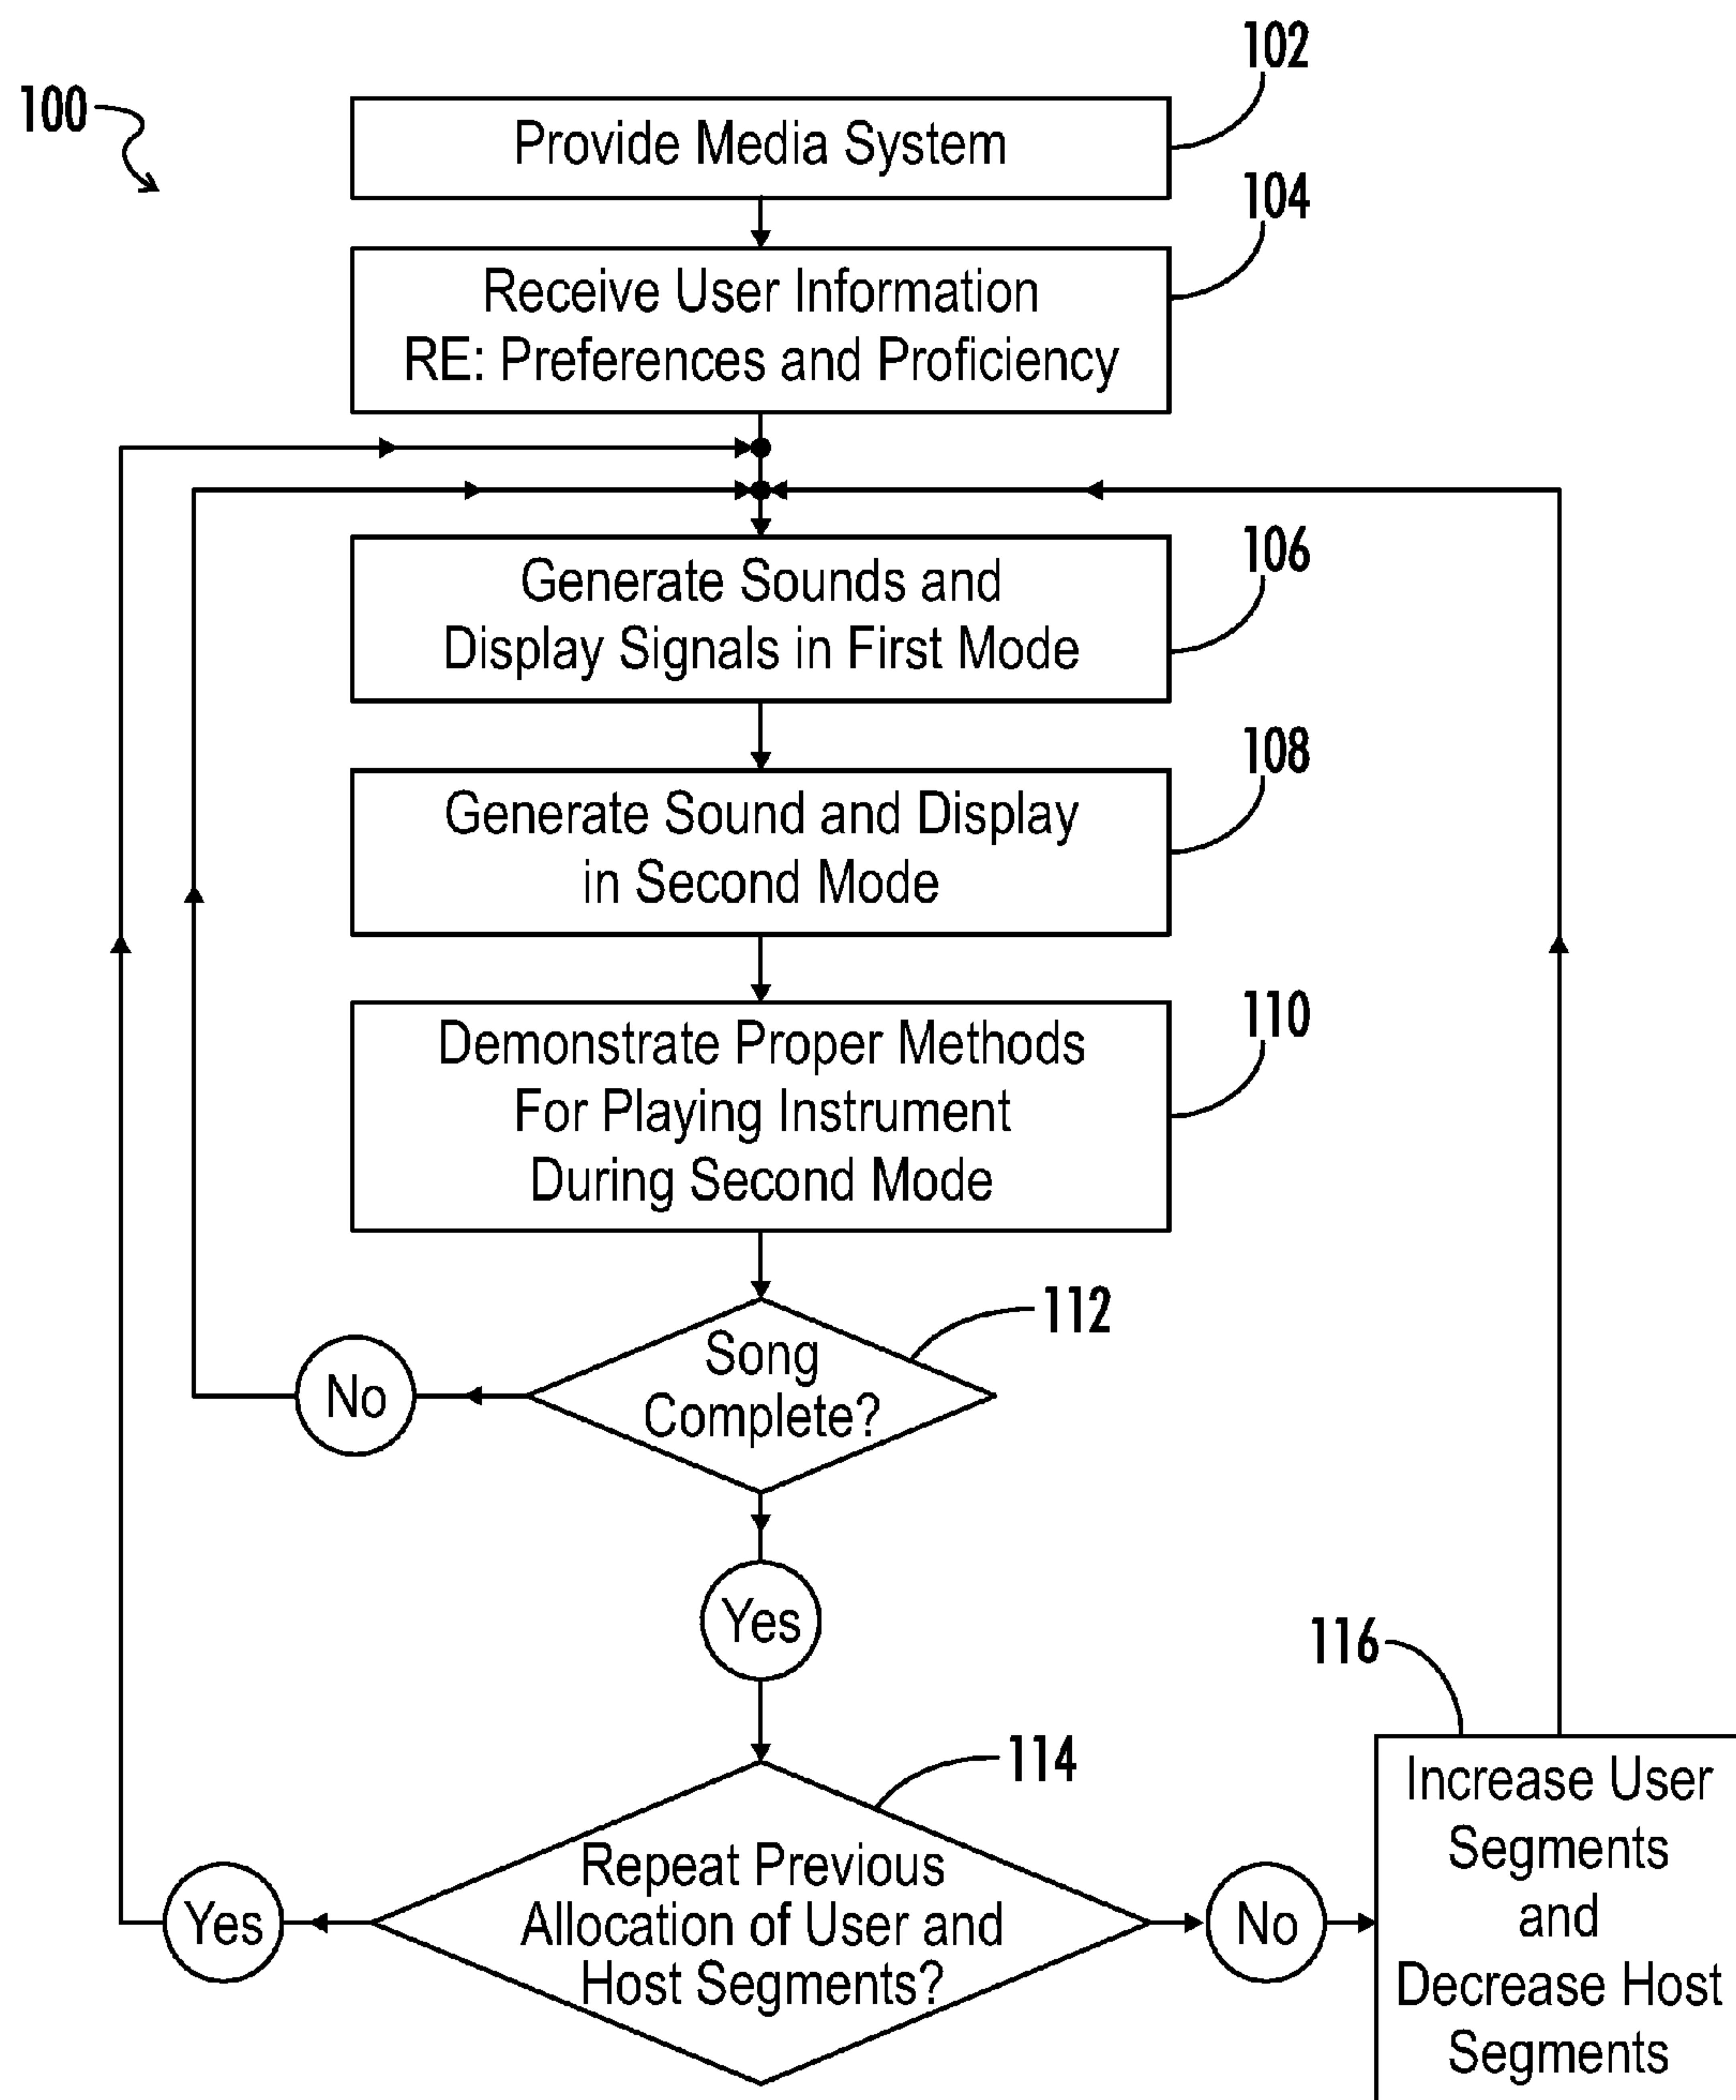 100
102
Provide Media System
104
Receive User Information
RE: Preferences and Proficiency
106
Generate Sounds and
Display Signals in First Mode
108
Generate Sound and Display
in Second Mode
110
Demonstrate Proper Methods
For Playing Instrument
During Second Mode
112
Song
Complete?
No
Yes
114
Repeat Previous
Allocation of User and
Host Segments?
Yes
No
116
Increase User
Segments
and
Decrease Host
Segments